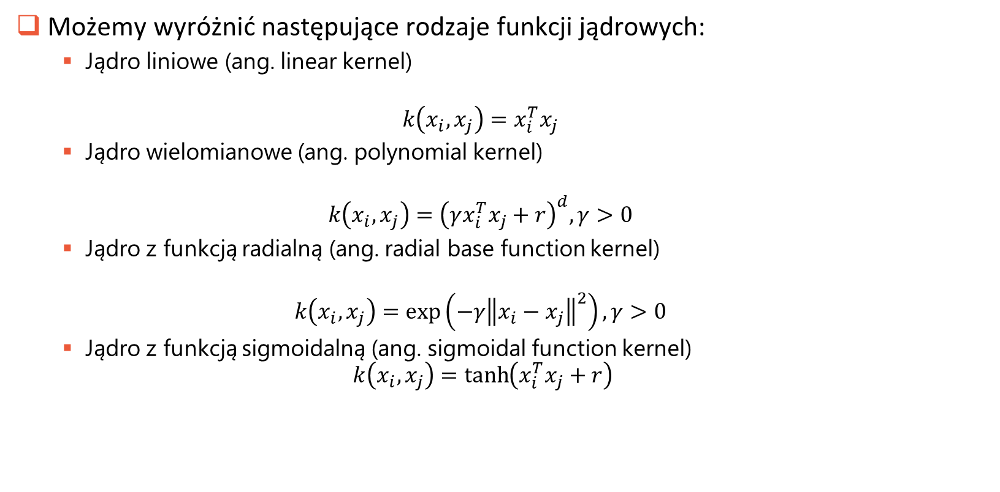 Możemy wyróżnić następujące rodzaje funkcji jądrowych:
Jądro liniowe (ang. linear kernel)
$k(x_i, x_j) = x_i^T x_j$
Jądro wielomianowe (ang. polynomial kernel)
$k(x_i, x_j) = (\gamma x_i^T x_j + r)^d, \gamma > 0$
Jądro z funkcją radialną (ang. radial base function kernel)
$k(x_i, x_j) = \exp\left(-\gamma \|x_i - x_j\|^2\right), \gamma > 0$
Jądro z funkcją sigmoidalną (ang. sigmoidal function kernel)
$k(x_i, x_j) = \tanh(x_i^T x_j + r)$